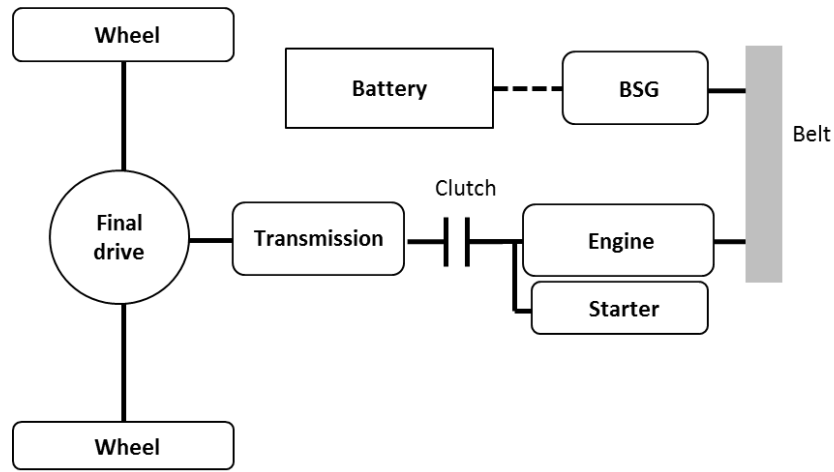 Wheel
Battery
BSG
Belt
Clutch
Final
drive
Transmission
Engine
Starter
Wheel